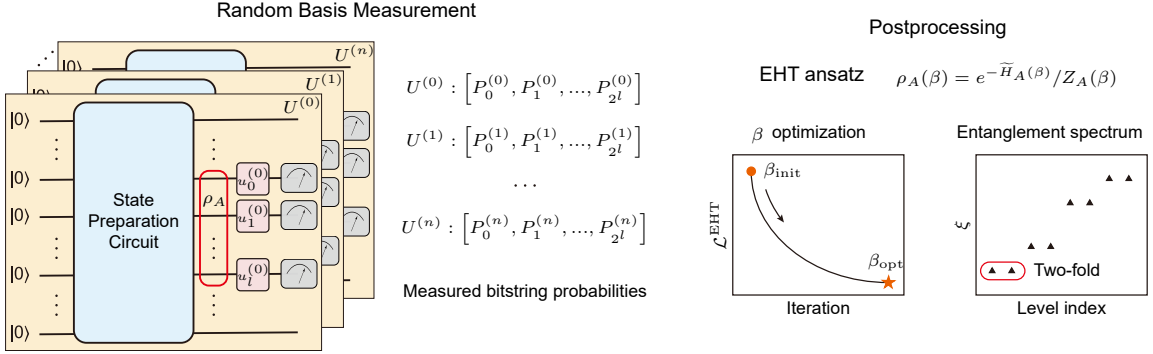 Random Basis Measurement
U^{(n)}
|0⟩
U^{(1)}
U^{(0)}
|0⟩
|0⟩
|0⟩
|0⟩
|0⟩
State
Preparation
Circuit
ρ_A
u_0^{(0)}
u_1^{(0)}
u_l^{(0)}
U^{(0)} : [P_0^{(0)}, P_1^{(0)}, ..., P_{2^l}^{(0)}]
U^{(1)} : [P_0^{(1)}, P_1^{(1)}, ..., P_{2^l}^{(1)}]
...
U^{(n)} : [P_0^{(n)}, P_1^{(n)}, ..., P_{2^l}^{(n)}]
Measured bitstring probabilities
Postprocessing
EHT ansatz ρ_A(β) = e^{-\widetilde{H}_A(β)}/Z_A(β)
β optimization
β_init
β_opt
ℒ^{EHT}
Iteration
Entanglement spectrum
ξ
Two-fold
Level index